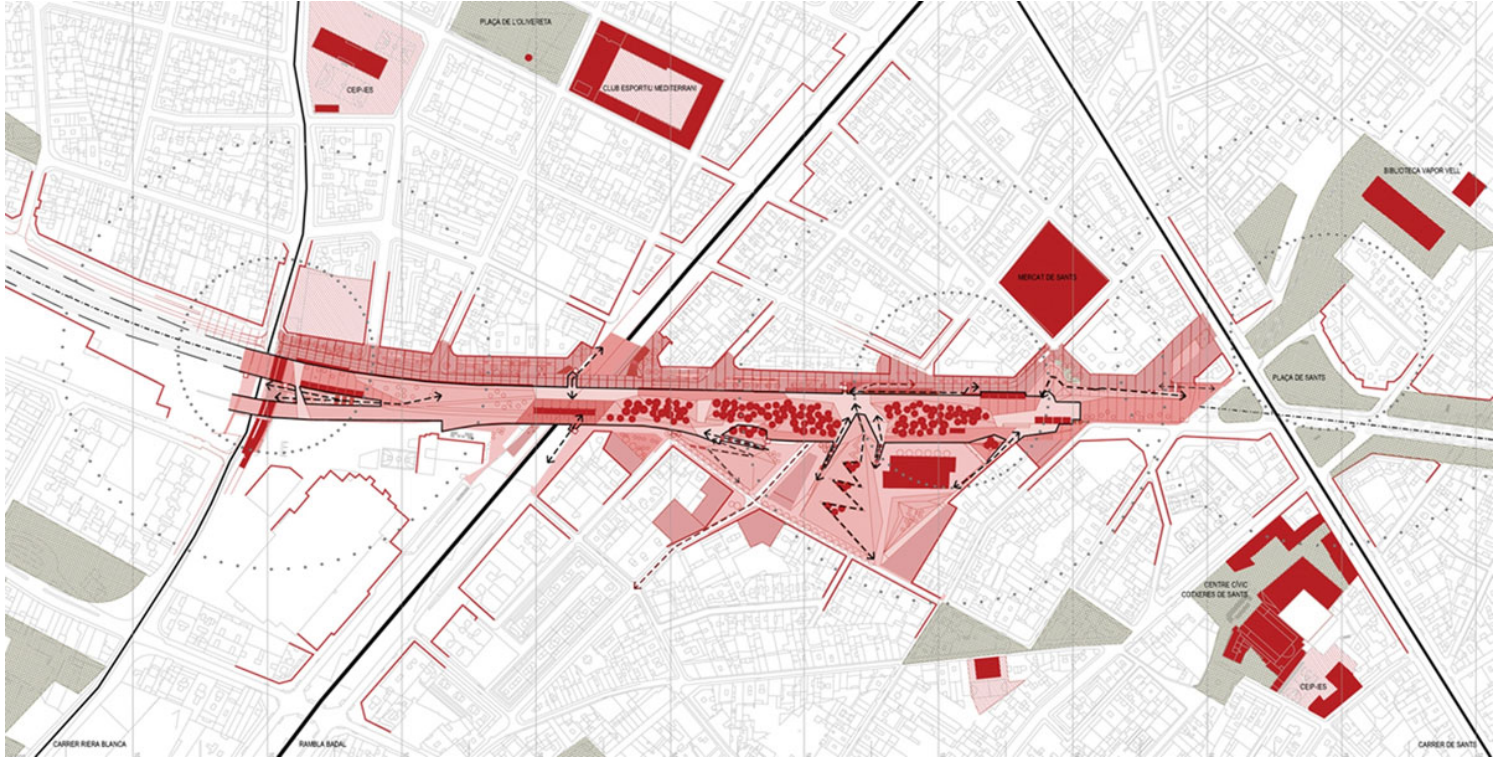 PLAÇA DE L'OLIVERETA
CEIP-IES
CLUB ESPORTIU MEDITERRANI
BIBLIOTECA VAPOR VELL
MERCAT DE SANTS
PLAÇA DE SANTS
CENTRE CÍVIC
COTXERES DE SANTS
CEIP-IES
CARRER RIERA BLANCA
RAMBLA BADAL
CARRER DE SANTS